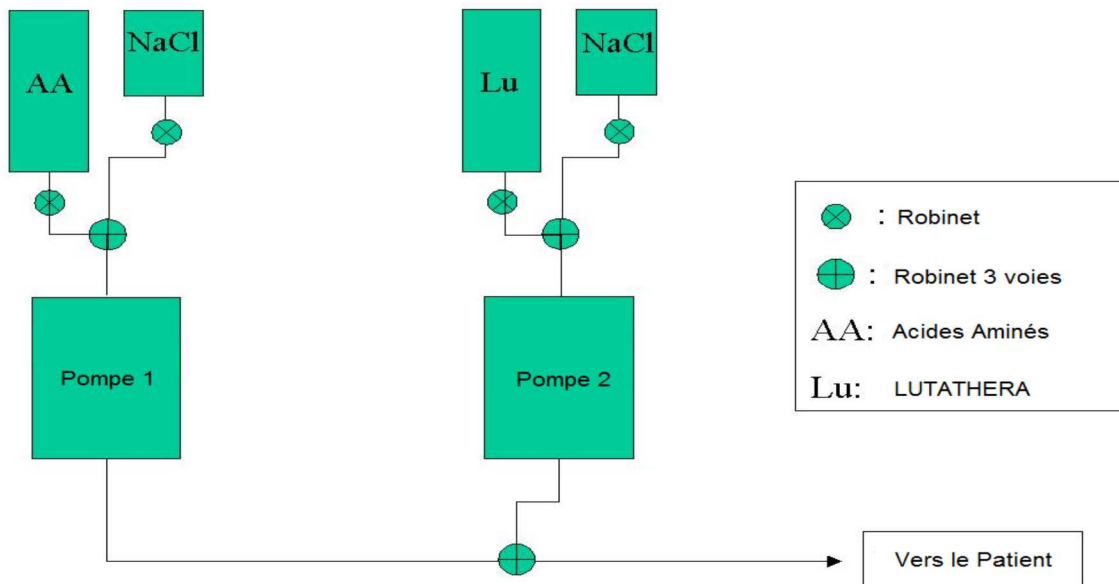 AA
NaCl
Lu
NaCl
Pompe 1
Pompe 2
: Robinet
: Robinet 3 voies
AA: Acides Aminés
Lu: LUTATHERA
Vers le Patient